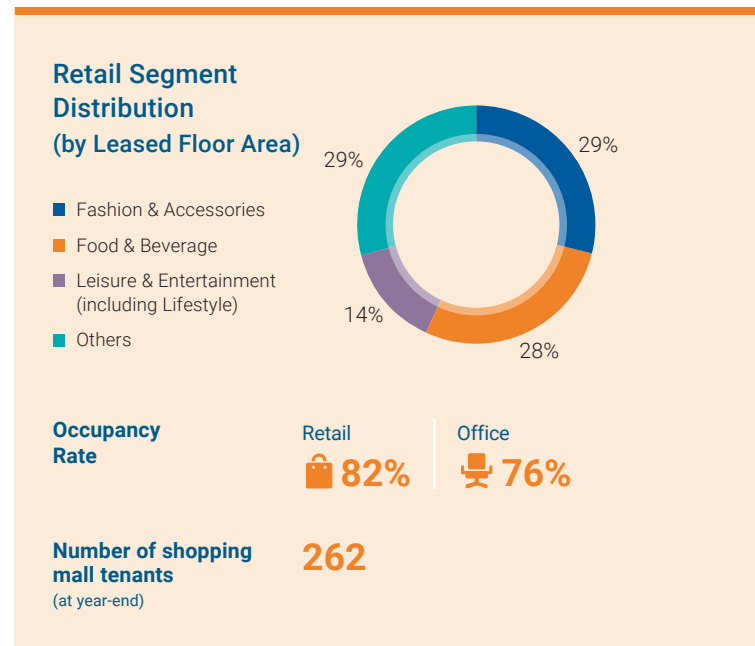 Retail Segment
Distribution
(by Leased Floor Area)
29%
29%
Fashion & Accessories
Food & Beverage
Leisure & Entertainment
(including Lifestyle)
Others
14%
28%
Occupancy
Rate
Retail
82%
Office
76%
Number of shopping
mall tenants
(at year-end)
262